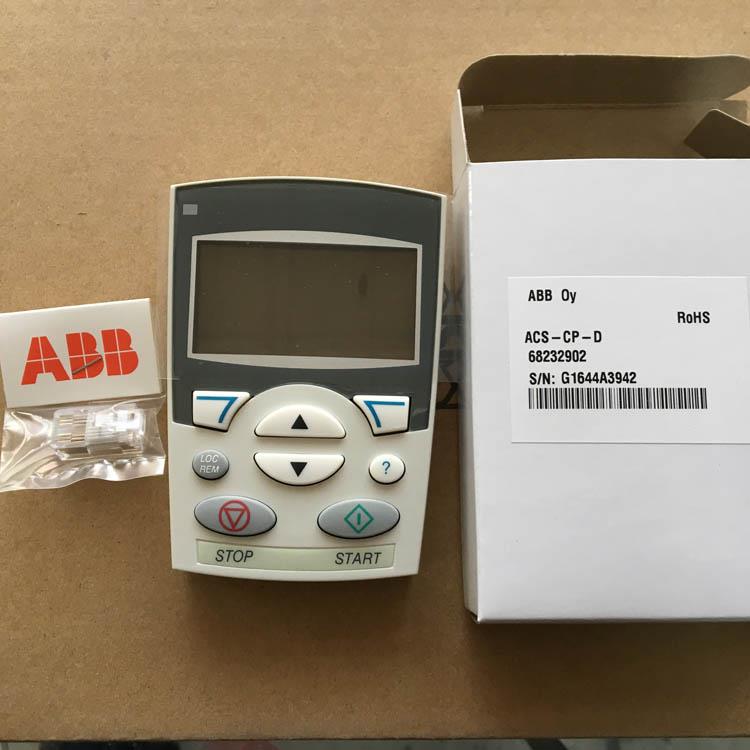 ABB
LOC
REM
?
STOP
START
ABB Oy
RoHS
ACS-CP-D
68232902
S/N: G1644A3942